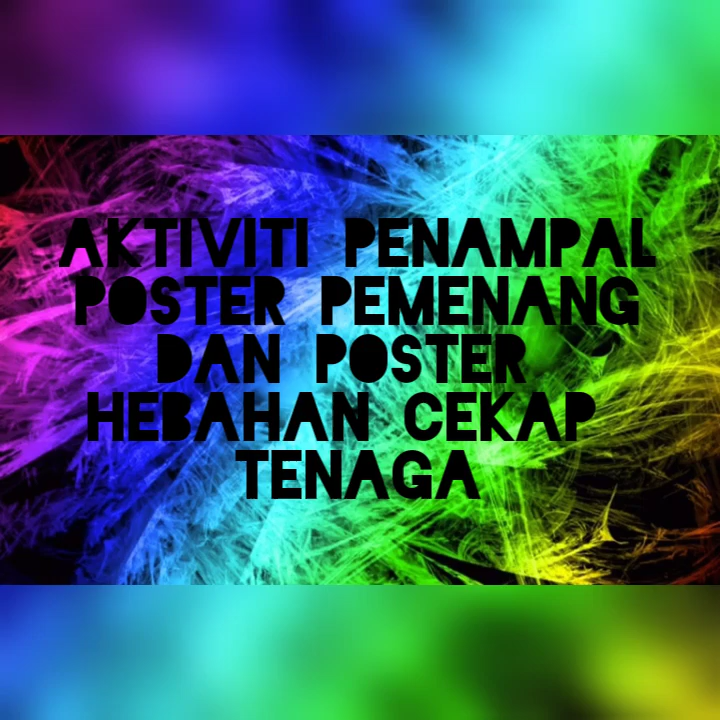 AKTIVITI PENAMPAL
POSTER PEMENANG
DAN POSTER
HEBAHAN CEKAP
TENAGA